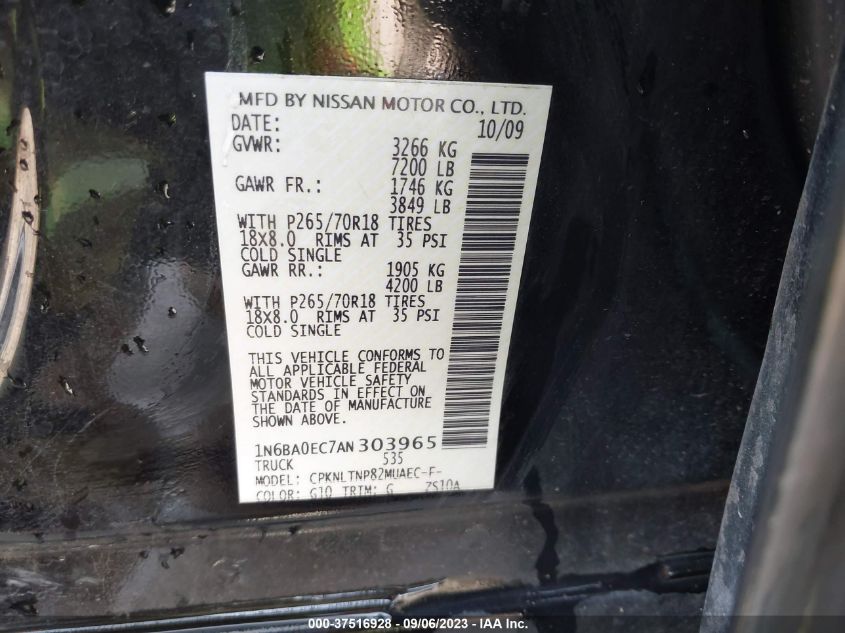 MFD BY NISSAN MOTOR CO., LTD.
DATE: 10/09
GVWR: 3266 KG
7200 LB
GAWR FR.: 1746 KG
3849 LB
WITH P265/70R18 TIRES
18X8.0 RIMS AT 35 PSI
COLD SINGLE
GAWR RR.: 1905 KG
4200 LB
WITH P265/70R18 TIRES
18X8.0 RIMS AT 35 PSI
COLD SINGLE
THIS VEHICLE CONFORMS TO
ALL APPLICABLE FEDERAL
MOTOR VEHICLE SAFETY
STANDARDS IN EFFECT ON
THE DATE OF MANUFACTURE
SHOWN ABOVE.
1N6BA0EC7AN303965
TRUCK 535
MODEL: CPKNLTNP82MUAEC-F-
COLOR: G10 TRIM: G ZS10A
000-37516928 - 09/06/2023 - IAA Inc.